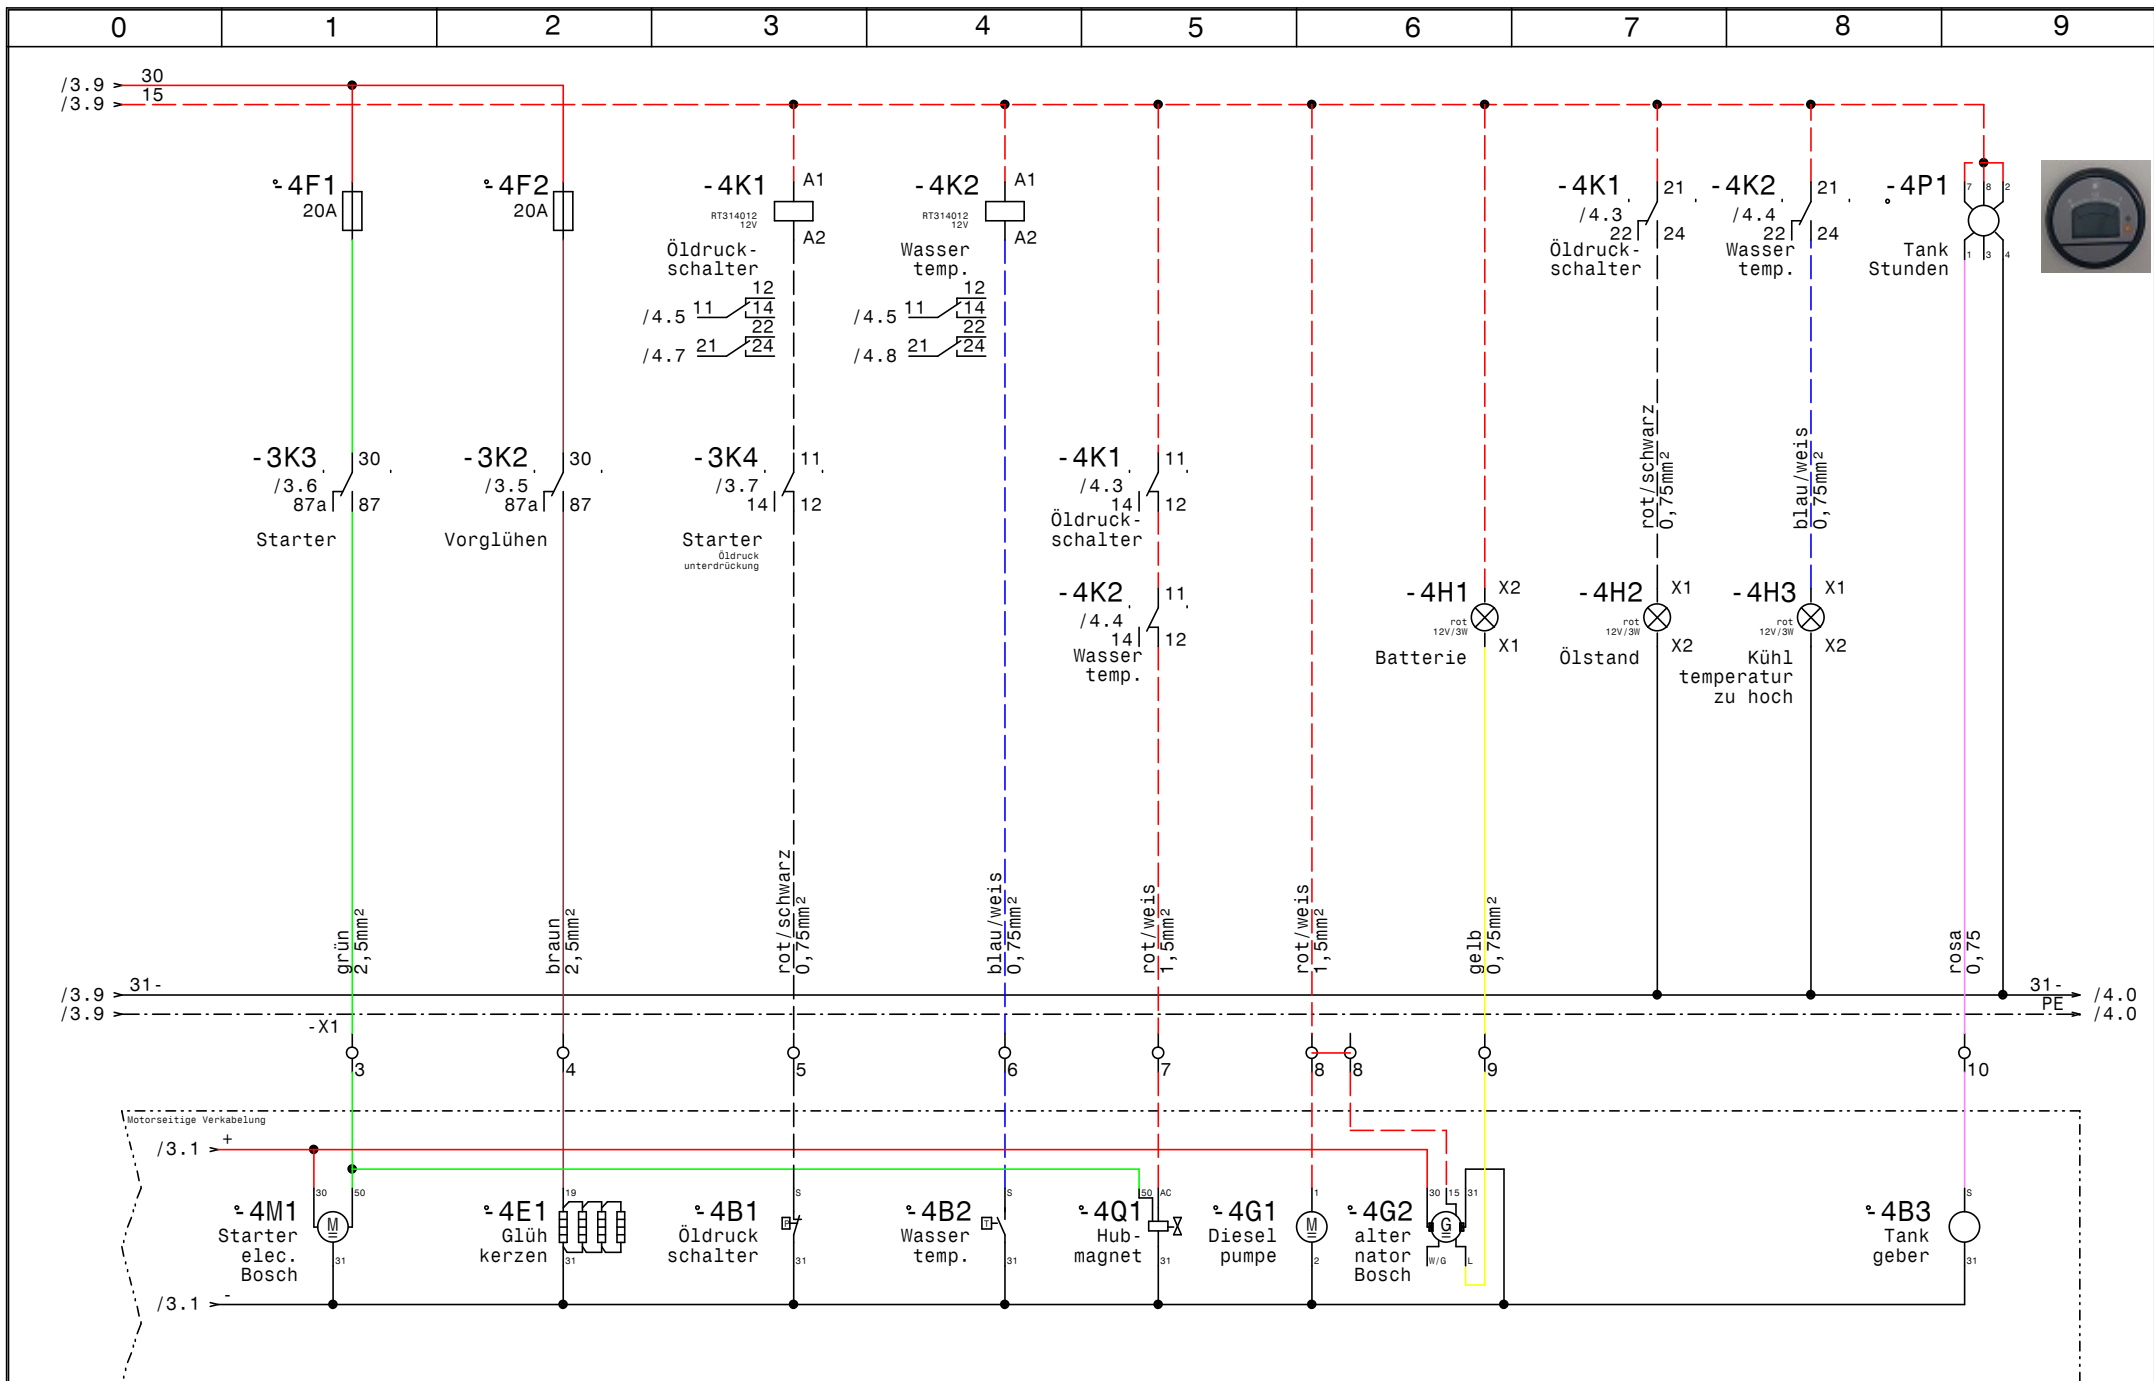 0 1 2 3 4 5 6 7 8 9
/3.9 30
/3.9 15
-4F1
20A
-4F2
20A
-4K1 A1
RT314012
12V
A2
Öldruck-
schalter
12
/4.5 11 14
22
/4.7 21 24
-4K2 A1
RT314012
12V
A2
Wasser
temp.
12
/4.5 11 14
22
/4.8 21 24
-4K1 21
/4.3
22 24
Öldruck-
schalter
-4K2 21
/4.4
22 24
Wasser
temp.
-4P1
7 8 2
Tank
Stunden
1 3 4
-3K3 30
/3.6
87a 87
Starter
-3K2 30
/3.5
87a 87
Vorglühen
-3K4 11
/3.7
14 12
Starter
Öldruck
unterdrückung
-4K1 11
/4.3
14 12
Öldruck-
schalter
-4K2 11
/4.4
14 12
Wasser
temp.
rot/schwarz
0,75mm²
blau/weis
0,75mm²
-4H1 X2
rot
12V/3W
X1
Batterie
-4H2 X1
rot
12V/3W
X2
Ölstand
-4H3 X1
rot
12V/3W
X2
Kühl
temperatur
zu hoch
grün
2,5mm²
braun
2,5mm²
rot/schwarz
0,75mm²
blau/weis
0,75mm²
rot/weis
1,5mm²
rot/weis
1,5mm²
gelb
0,75mm²
rosa
0,75
/3.9 31- 31- /4.0
/3.9 PE /4.0
-X1
3 4 5 6 7 8 8 9 10
Motorseitige Verkabelung
/3.1 +
30 50
-4M1
Starter
elec.
Bosch
31
19
-4E1
Glüh
kerzen
31
S
-4B1
P
Öldruck
schalter
31
S
-4B2
T
Wasser
temp.
31
50 AC
-4Q1
Hub-
magnet
31
1
-4G1
M
Diesel
pumpe
2
30 15 31
-4G2
G
alter
nator
Bosch
W/G L
S
-4B3
Tank
geber
31
M
/3.1 -